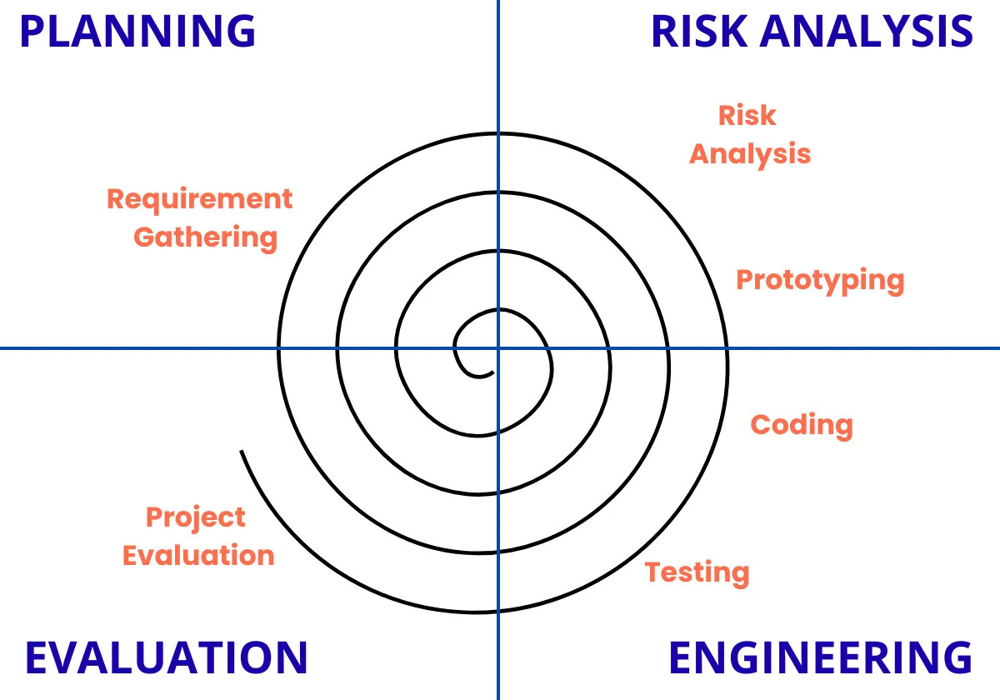 PLANNING
RISK ANALYSIS
Risk
Analysis
Requirement
Gathering
Prototyping
Coding
Project
Evaluation
Testing
EVALUATION
ENGINEERING